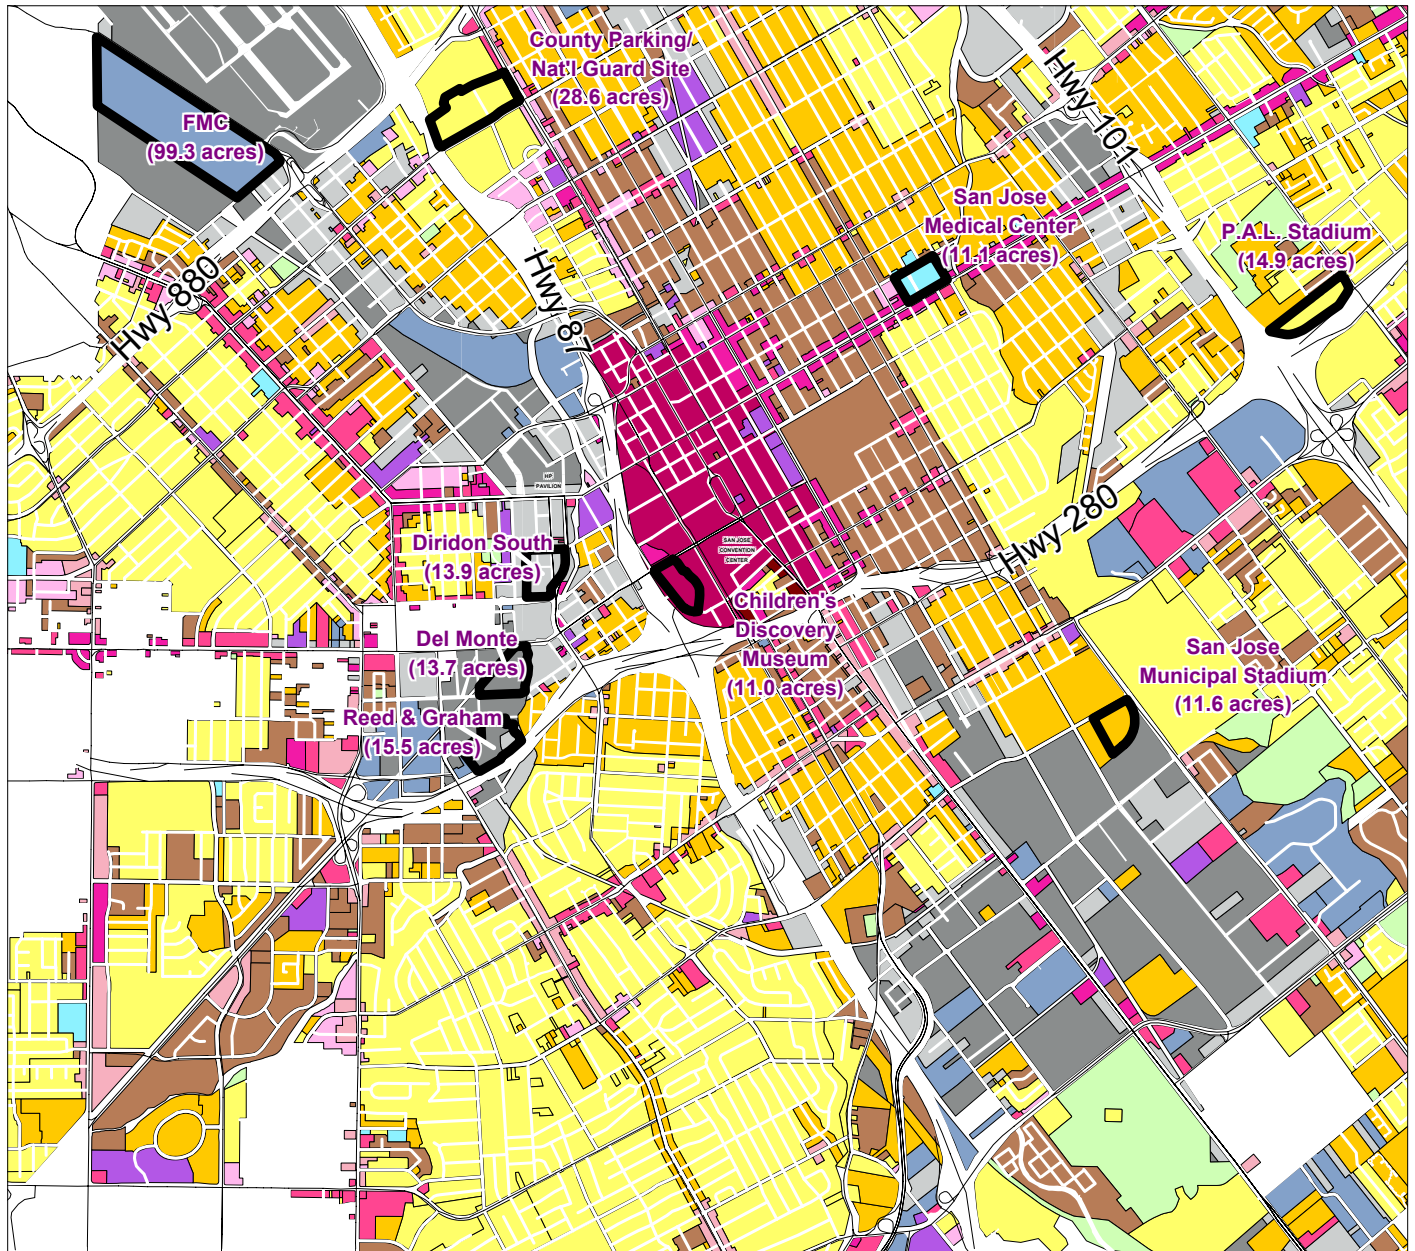 County Parking/
Nat'l Guard Site
(28.6 acres)
FMC
(99.3 acres)
Hwy 101
San Jose
Medical Center
(11.1 acres)
P.A.L. Stadium
(14.9 acres)
Hwy 880
Hwy 87
HP
PAVILION
Hwy 280
SAN JOSE
CONVENTION
CENTER
Diridon South
(13.9 acres)
Children's
Discovery
Museum
(11.0 acres)
Del Monte
(13.7 acres)
San Jose
Municipal Stadium
(11.6 acres)
Reed & Graham
(15.5 acres)